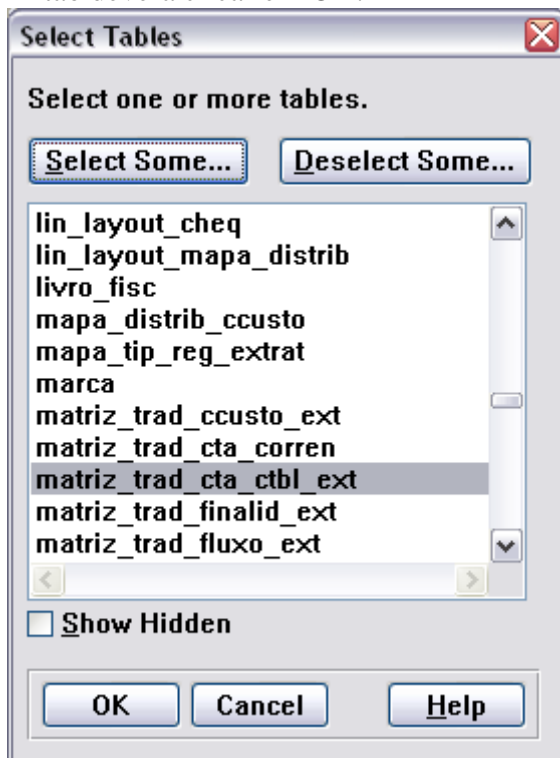 Select Tables
Select one or more tables.
Select Some... Deselect Some...
lin_layout_cheq
lin_layout_mapa_distrib
livro_fisc
mapa_distrib_ccusto
mapa_tip_reg_extrat
marca
matriz_trad_ccusto_ext
matriz_trad_cta_corren
matriz_trad_cta_ctbl_ext
matriz_trad_finalid_ext
matriz_trad_fluxo_ext
Show Hidden
OK Cancel Help